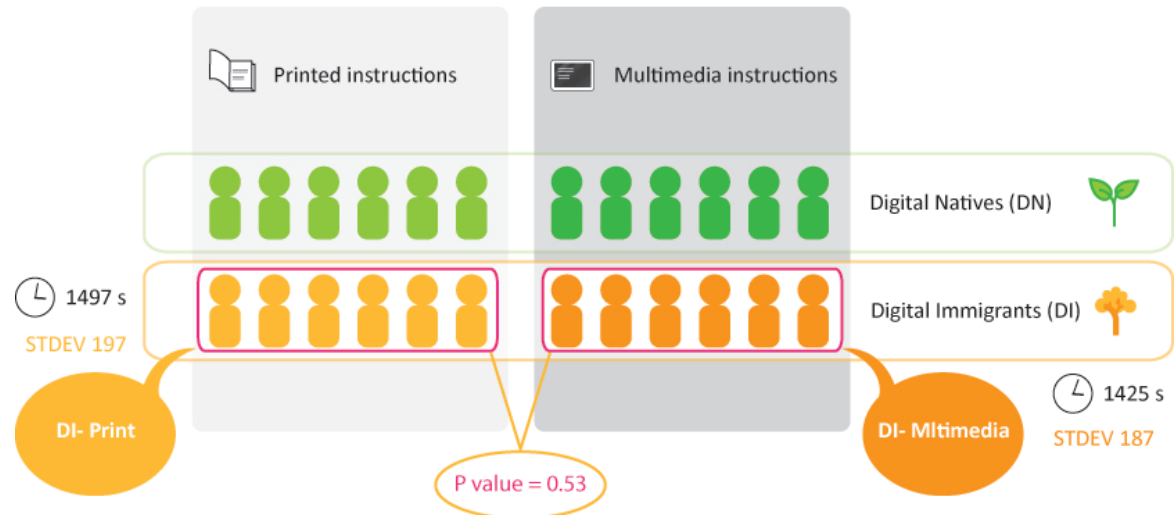 Printed instructions
Multimedia instructions
Digital Natives (DN)
1497 s
STDEV 197
Digital Immigrants (DI)
DI- Print
DI- Mltimedia
1425 s
STDEV 187
P value = 0.53